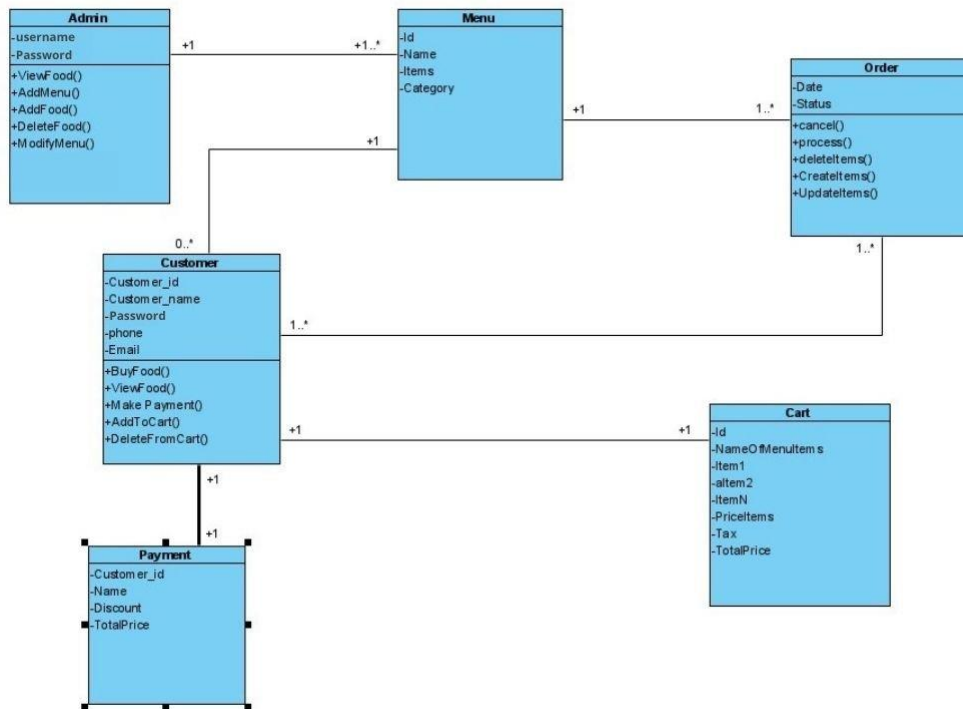 Admin
-username
-Password
+ViewFood()
+AddMenu()
+AddFood()
+DeleteFood()
+ModifyMenu()
+1
+1..*
Menu
-Id
-Name
-Items
-Category
+1
1..*
Order
-Date
-Status
+cancel()
+process()
+deleteItems()
+CreateItems()
+UpdateItems()
+1
0..*
1..*
1..*
Customer
-Customer_id
-Customer_name
-Password
-phone
-Email
+BuyFood()
+ViewFood()
+Make Payment()
+AddToCart()
+DeleteFromCart()
+1
+1
Cart
-Id
-NameOfMenuItems
-Item1
-aItem2
-ItemN
-PriceItems
-Tax
-TotalPrice
+1
+1
Payment
-Customer_id
-Name
-Discount
-TotalPrice